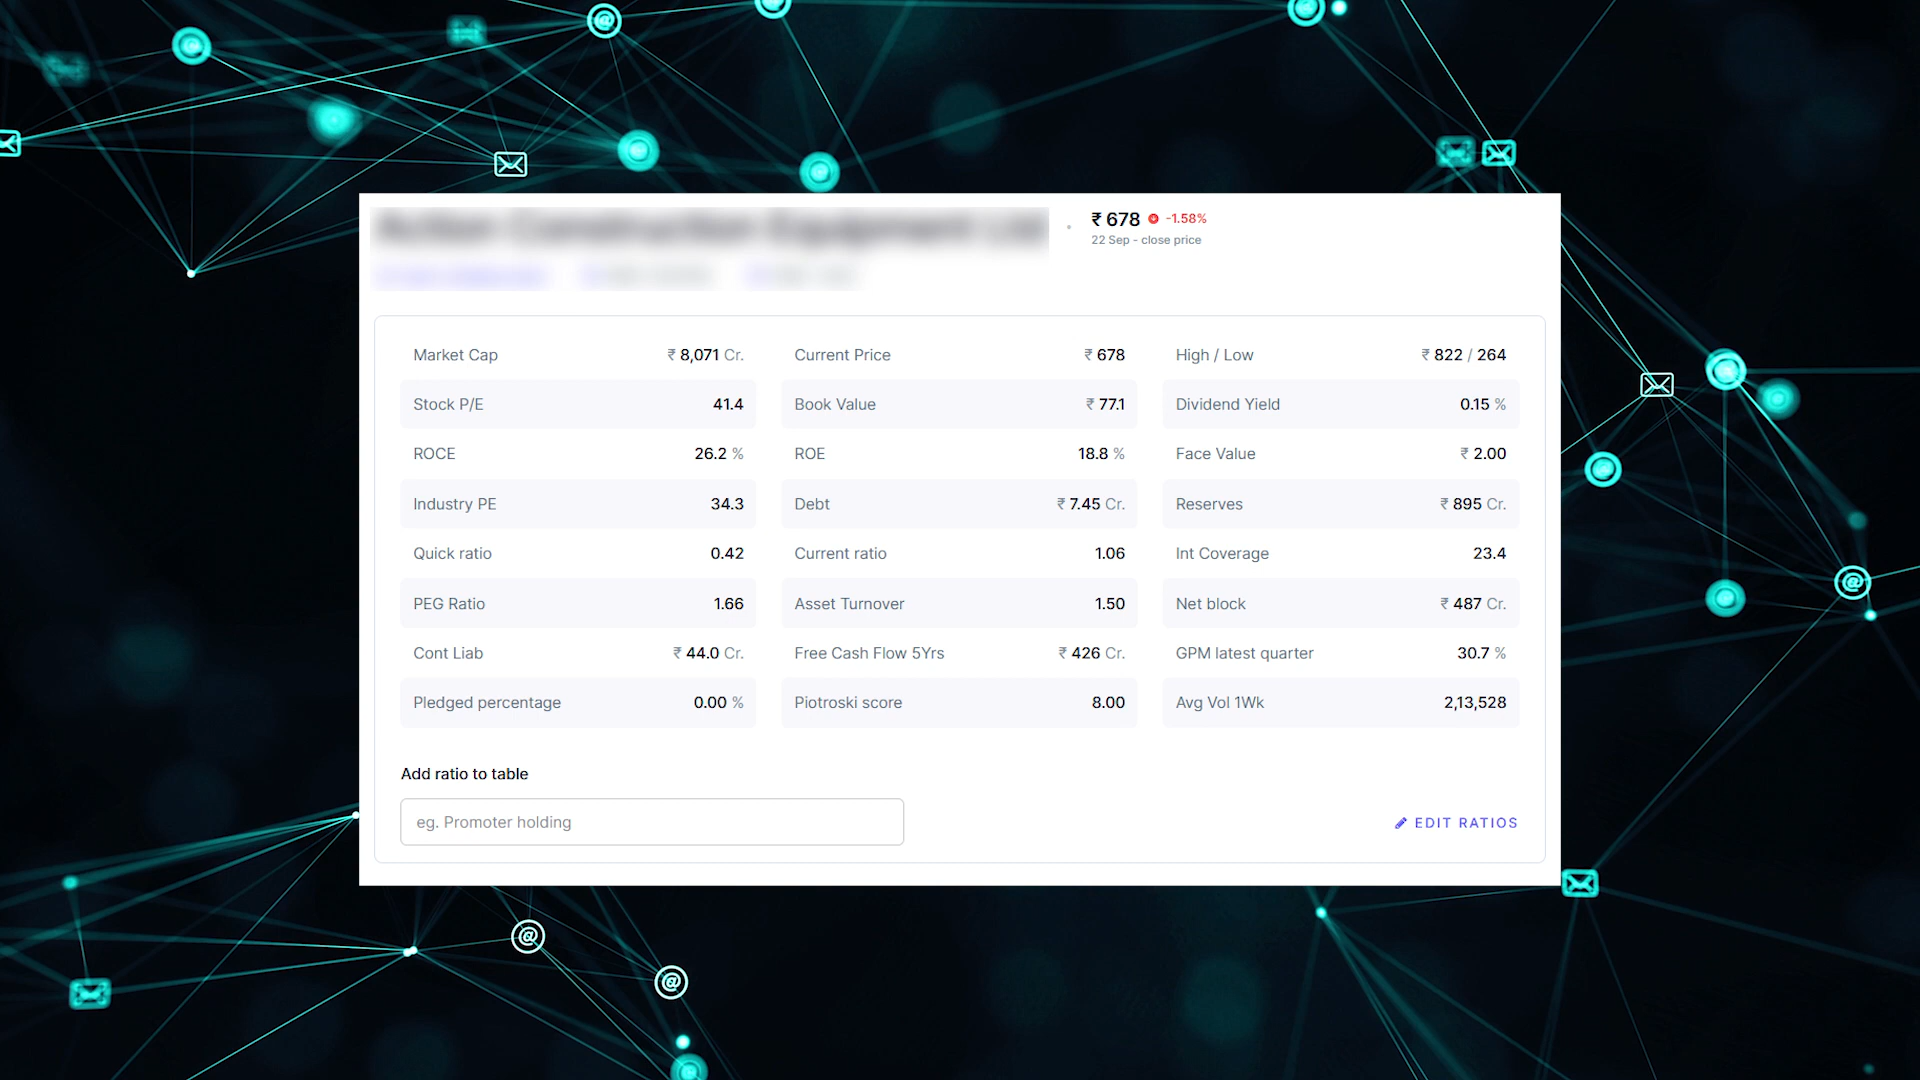 Action Construction Equipment Ltd
₹ 678 -1.58%
22 Sep - close price
Market Cap ₹ 8,071 Cr. Current Price ₹ 678 High / Low ₹ 822 / 264
Stock P/E 41.4 Book Value ₹ 77.1 Dividend Yield 0.15 %
ROCE 26.2 % ROE 18.8 % Face Value ₹ 2.00
Industry PE 34.3 Debt ₹ 7.45 Cr. Reserves ₹ 895 Cr.
Quick ratio 0.42 Current ratio 1.06 Int Coverage 23.4
PEG Ratio 1.66 Asset Turnover 1.50 Net block ₹ 487 Cr.
Cont Liab ₹ 44.0 Cr. Free Cash Flow 5Yrs ₹ 426 Cr. GPM latest quarter 30.7 %
Pledged percentage 0.00 % Piotroski score 8.00 Avg Vol 1Wk 2,13,528
Add ratio to table
eg. Promoter holding
EDIT RATIOS